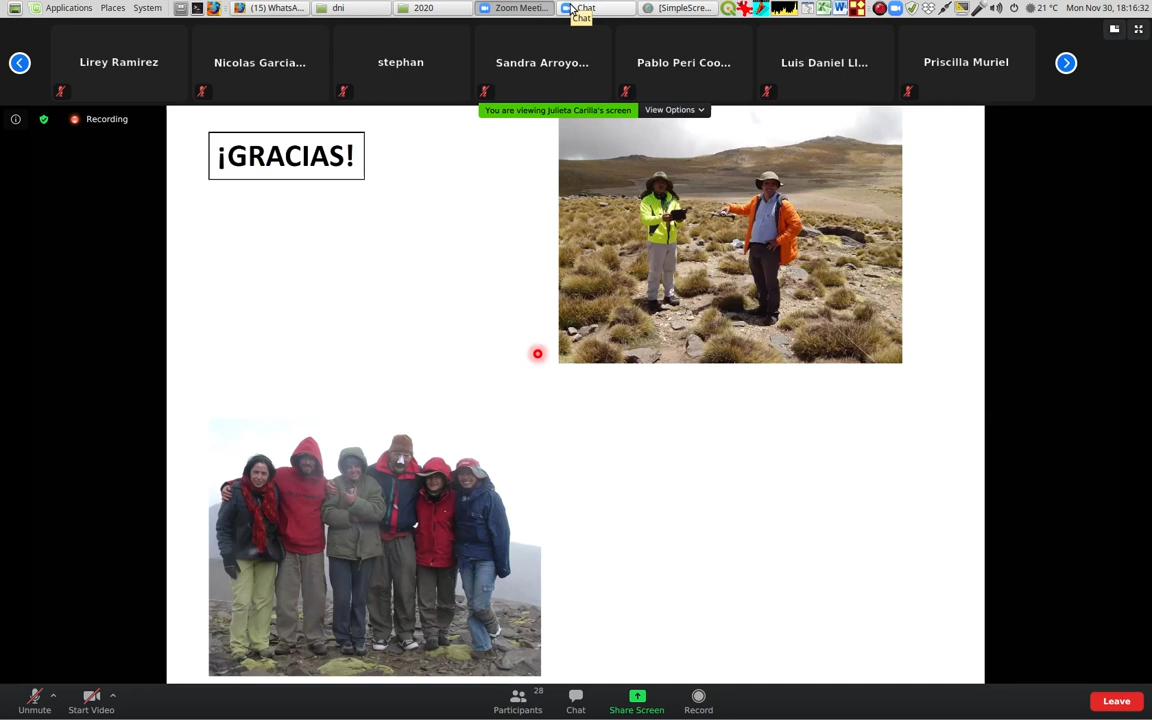 Applications Places System (15) WhatsA... dni 2020 Zoom Meeti... Chat [SimpleScre... 21 °C Mon Nov 30, 18:16:32
Chat
Lirey Ramirez Nicolas Garcia... stephan Sandra Arroyo... Pablo Peri Coo... Luis Daniel Ll... Priscilla Muriel
You are viewing Julieta Carilla's screen View Options
Recording
¡GRACIAS!
Unmute Start Video Participants 28 Chat Share Screen Record Leave